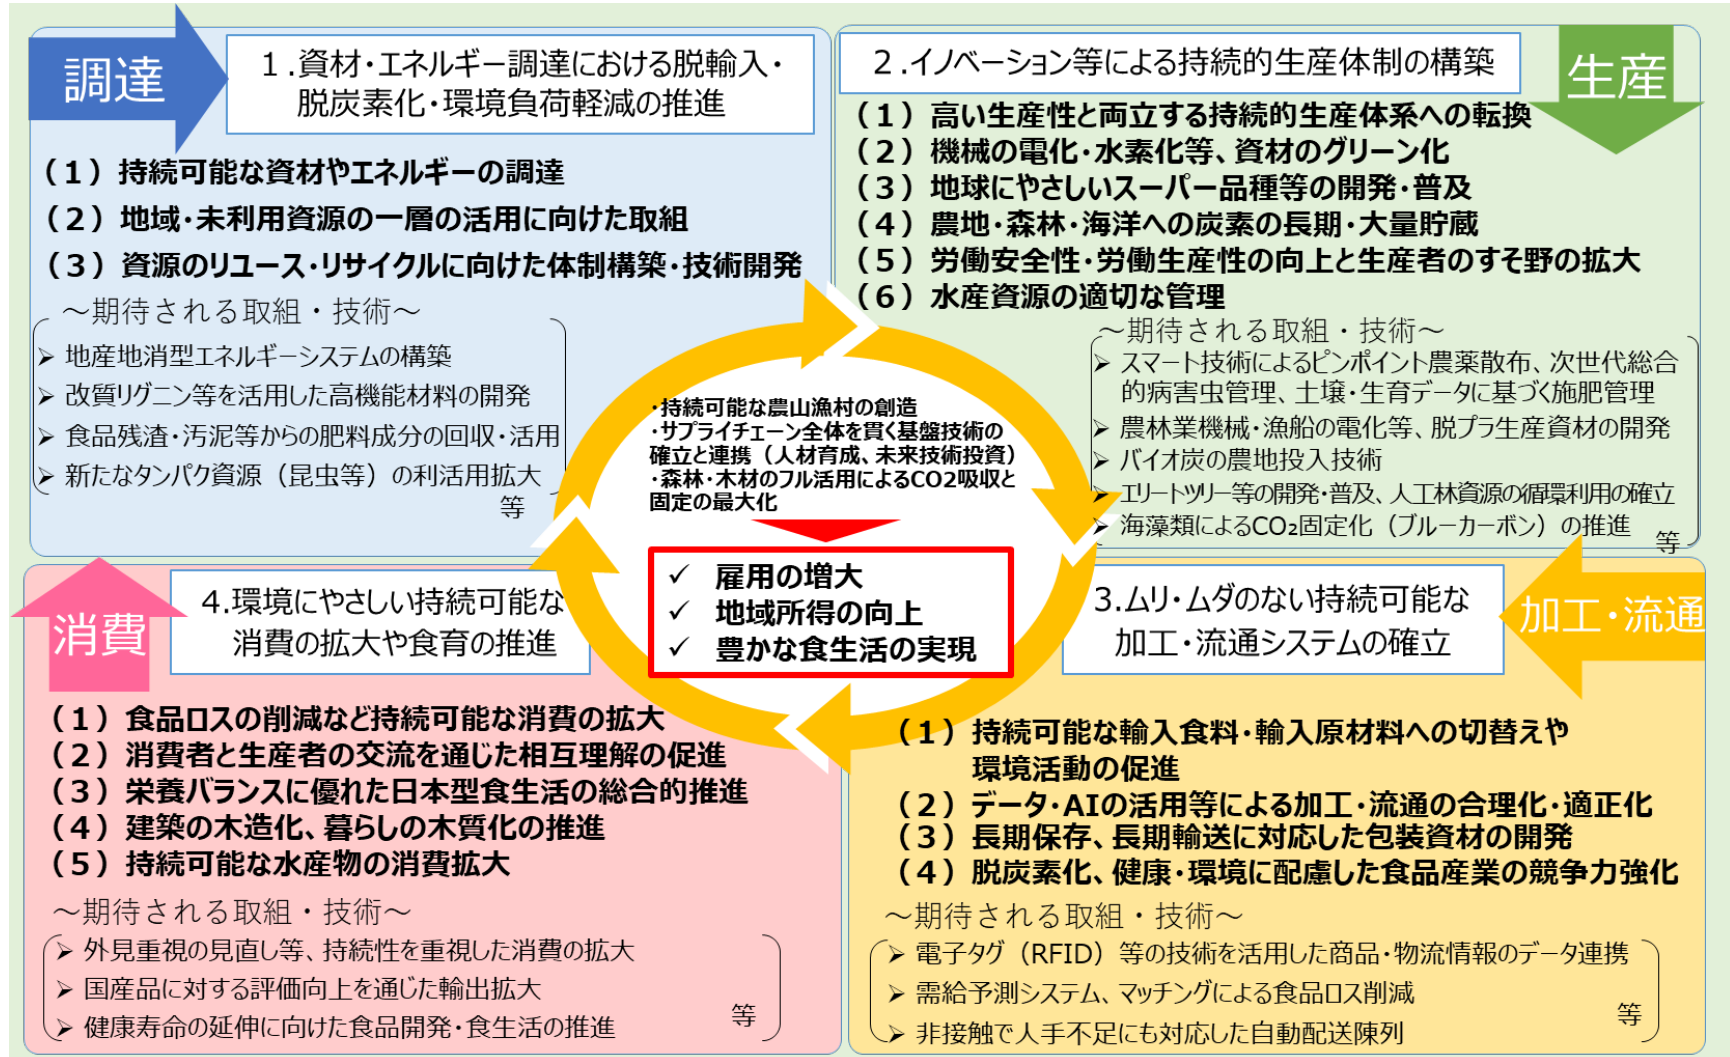 調達
1.資材・エネルギー調達における脱輸入・
脱炭素化・環境負荷軽減の推進
(1)持続可能な資材やエネルギーの調達
(2)地域・未利用資源の一層の活用に向けた取組
(3)資源のリユース・リサイクルに向けた体制構築・技術開発
～期待される取組・技術～
➢ 地産地消型エネルギーシステムの構築
➢ 改質リグニン等を活用した高機能材料の開発
➢ 食品残渣・汚泥等からの肥料成分の回収・活用
➢ 新たなタンパク資源(昆虫等)の利活用拡大
等
2.イノベーション等による持続的生産体制の構築
生産
(1)高い生産性と両立する持続的生産体系への転換
(2)機械の電化・水素化等、資材のグリーン化
(3)地球にやさしいスーパー品種等の開発・普及
(4)農地・森林・海洋への炭素の長期・大量貯蔵
(5)労働安全性・労働生産性の向上と生産者のすそ野の拡大
(6)水産資源の適切な管理
～期待される取組・技術～
➢ スマート技術によるピンポイント農薬散布、次世代総合
的病害虫管理、土壌・生育データに基づく施肥管理
➢ 農林業機械・漁船の電化等、脱プラ生産資材の開発
➢ バイオ炭の農地投入技術
➢ エリートツリー等の開発・普及、人工林資源の循環利用の確立
➢ 海藻類によるCO₂固定化(ブルーカーボン)の推進
等
・持続可能な農山漁村の創造
・サプライチェーン全体を貫く基盤技術の
確立と連携(人材育成、未来技術投資)
・森林・木材のフル活用によるCO2吸収と
固定の最大化
✓ 雇用の増大
✓ 地域所得の向上
✓ 豊かな食生活の実現
3.ムリ・ムダのない持続可能な
加工・流通システムの確立
加工・流通
(1)持続可能な輸入食料・輸入原材料への切替えや
環境活動の促進
(2)データ・AIの活用等による加工・流通の合理化・適正化
(3)長期保存、長期輸送に対応した包装資材の開発
(4)脱炭素化、健康・環境に配慮した食品産業の競争力強化
～期待される取組・技術～
➢ 電子タグ(RFID)等の技術を活用した商品・物流情報のデータ連携
➢ 需給予測システム、マッチングによる食品ロス削減
➢ 非接触で人手不足にも対応した自動配送陳列
等
消費
4.環境にやさしい持続可能な
消費の拡大や食育の推進
(1)食品ロスの削減など持続可能な消費の拡大
(2)消費者と生産者の交流を通じた相互理解の促進
(3)栄養バランスに優れた日本型食生活の総合的推進
(4)建築の木造化、暮らしの木質化の推進
(5)持続可能な水産物の消費拡大
～期待される取組・技術～
➢ 外見重視の見直し等、持続性を重視した消費の拡大
➢ 国産品に対する評価向上を通じた輸出拡大
➢ 健康寿命の延伸に向けた食品開発・食生活の推進
等